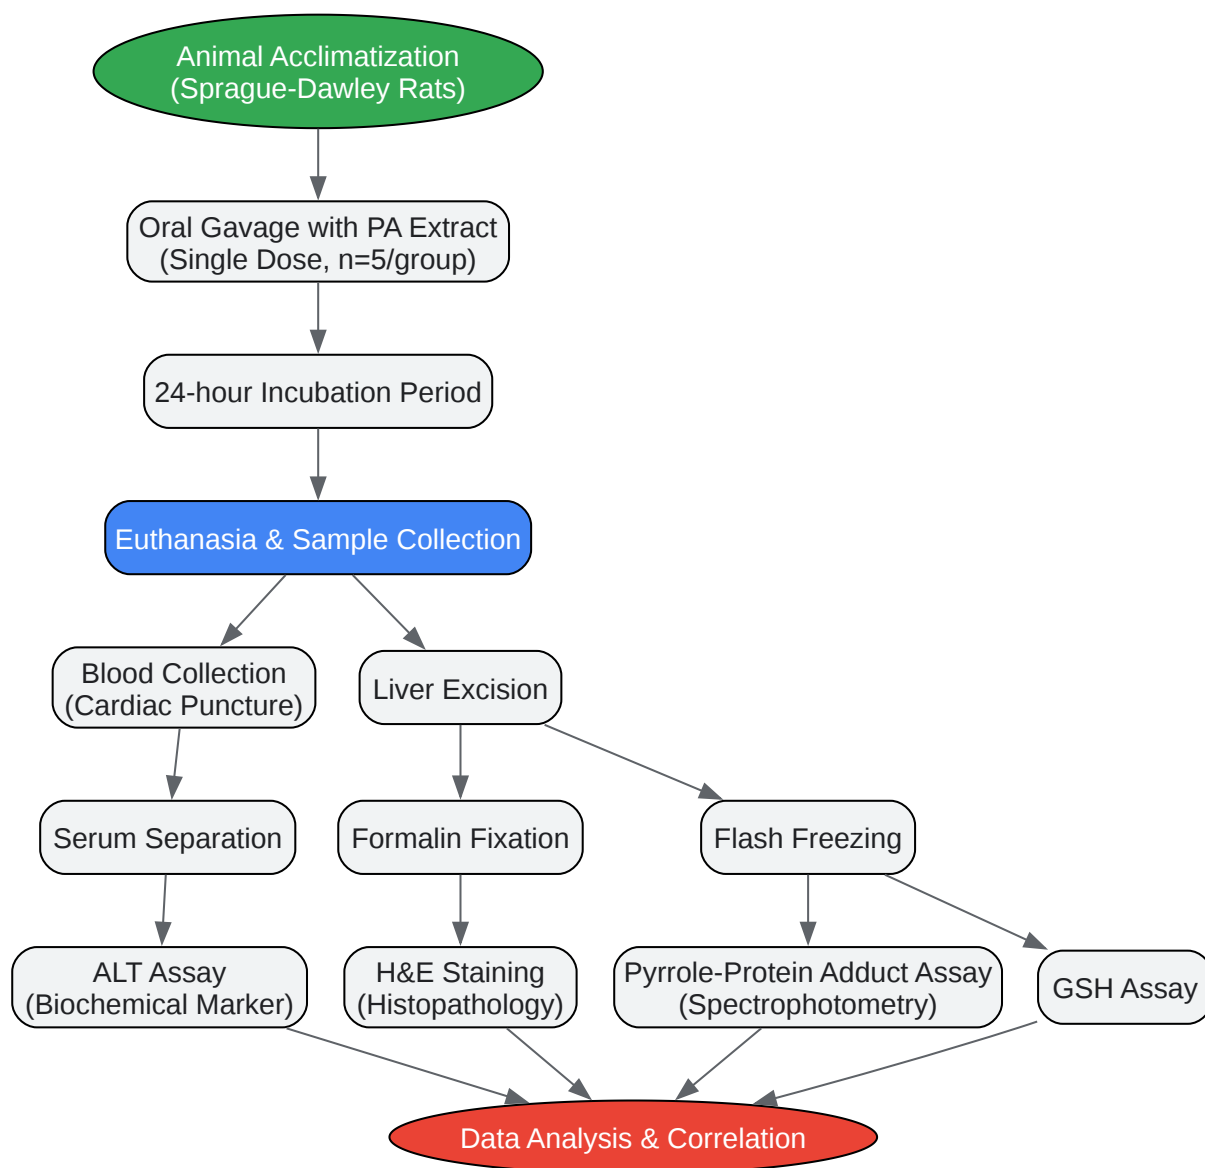 Animal Acclimatization
(Sprague-Dawley Rats)
Oral Gavage with PA Extract
(Single Dose, n=5/group)
24-hour Incubation Period
Euthanasia & Sample Collection
Blood Collection
(Cardiac Puncture)
Liver Excision
Serum Separation
Formalin Fixation
Flash Freezing
ALT Assay
(Biochemical Marker)
H&E Staining
(Histopathology)
Pyrrole-Protein Adduct Assay
(Spectrophotometry)
GSH Assay
Data Analysis & Correlation